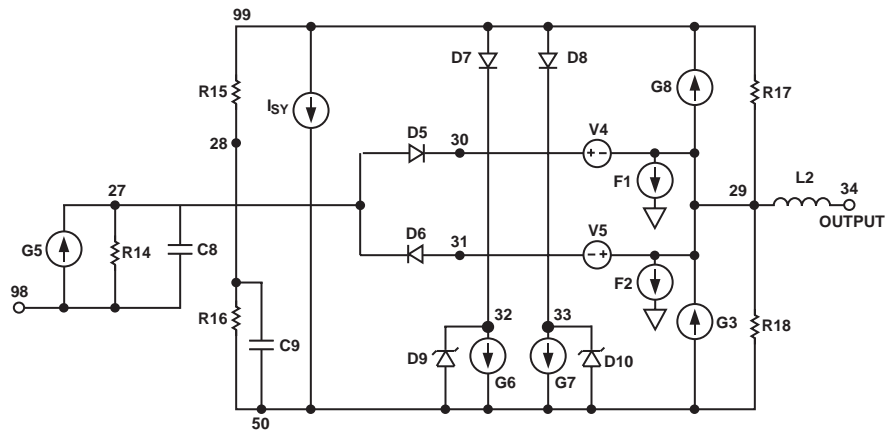 99
D7
D8
R15
ISY
G8
R17
28
D5
30
V4
F1
27
29
L2
34
OUTPUT
D6
31
V5
G5
R14
C8
F2
98
R16
C9
32
33
G3
R18
D9
G6
G7
D10
50